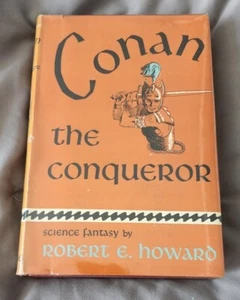 Conan
the
conqueror
science fantasy by
ROBERT E. HOWARD